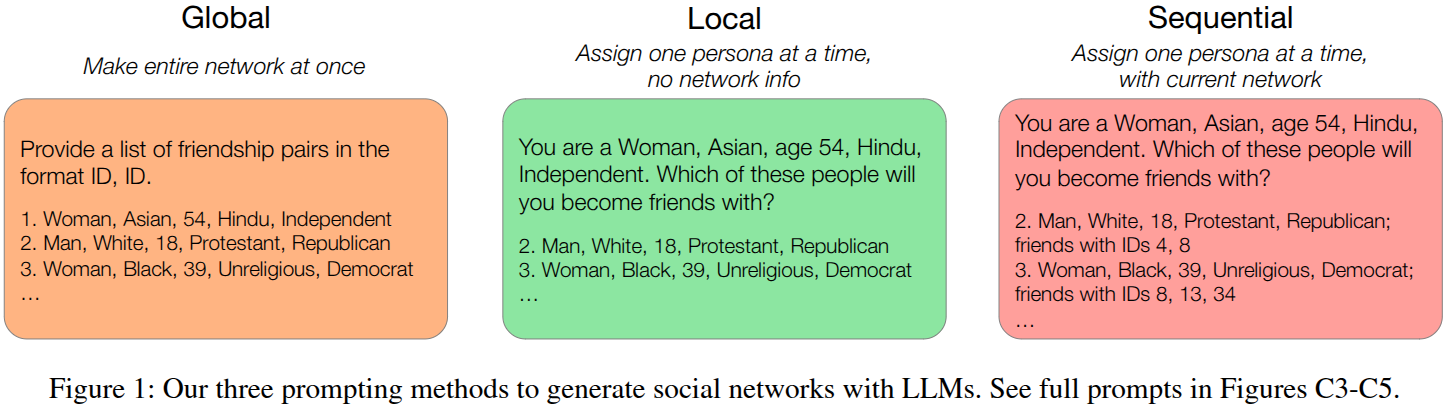 Global
Make entire network at once
Provide a list of friendship pairs in the
format ID, ID.
1. Woman, Asian, 54, Hindu, Independent
2. Man, White, 18, Protestant, Republican
3. Woman, Black, 39, Unreligious, Democrat
…
Local
Assign one persona at a time,
no network info
You are a Woman, Asian, age 54, Hindu,
Independent. Which of these people will
you become friends with?
2. Man, White, 18, Protestant, Republican
3. Woman, Black, 39, Unreligious, Democrat
…
Sequential
Assign one persona at a time,
with current network
You are a Woman, Asian, age 54, Hindu,
Independent. Which of these people will
you become friends with?
2. Man, White, 18, Protestant, Republican;
friends with IDs 4, 8
3. Woman, Black, 39, Unreligious, Democrat;
friends with IDs 8, 13, 34
…
Figure 1: Our three prompting methods to generate social networks with LLMs. See full prompts in Figures C3-C5.